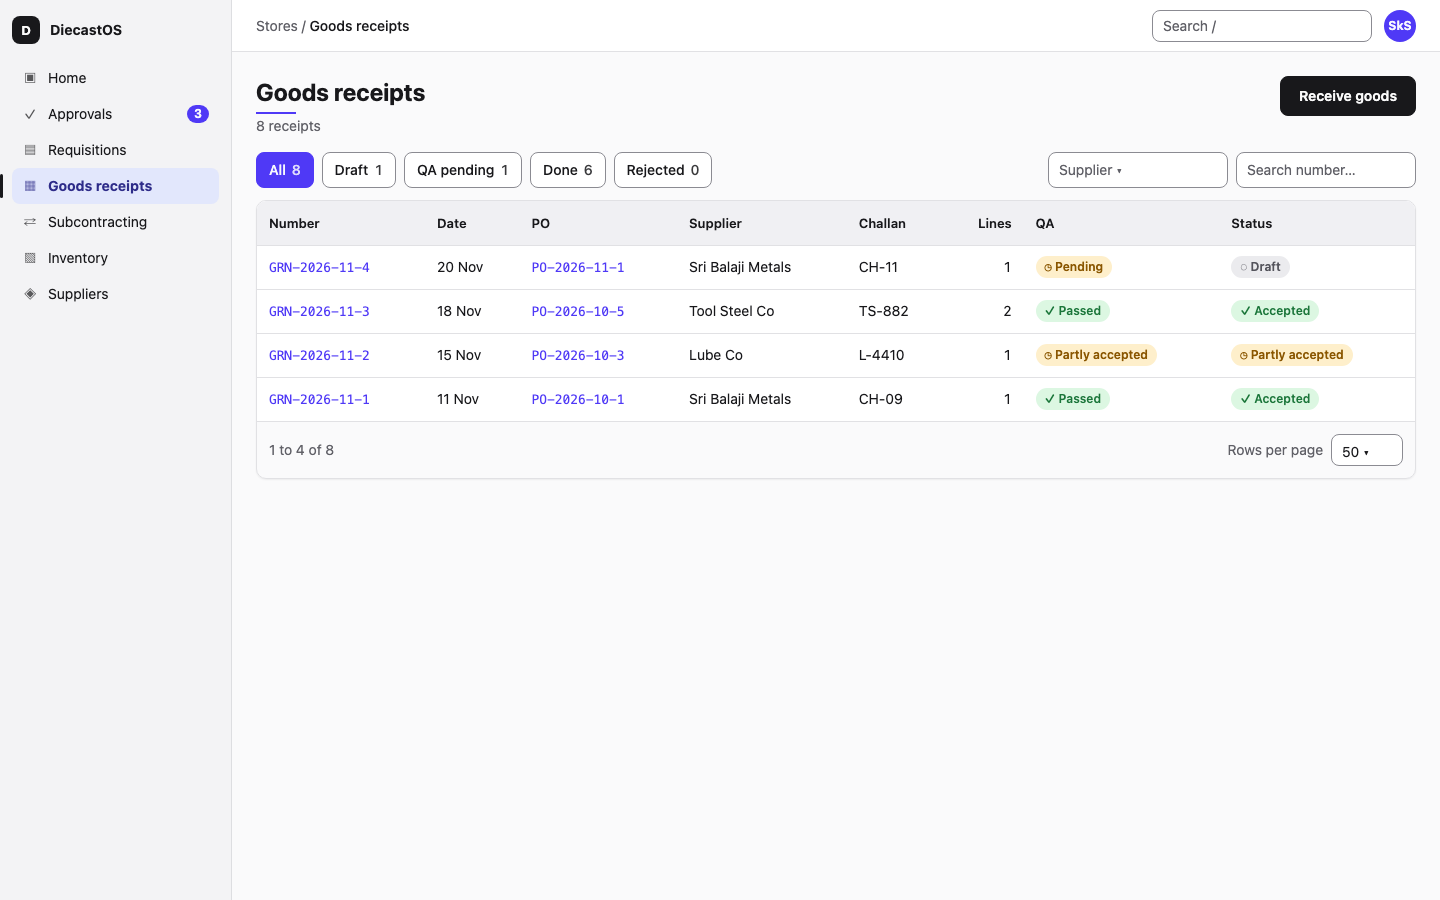 D DiecastOS
Stores / Goods receipts
Search /
SkS
Home
Approvals 3
Requisitions
Goods receipts
Subcontracting
Inventory
Suppliers
Goods receipts
Receive goods
8 receipts
All 8 Draft 1 QA pending 1 Done 6 Rejected 0
Supplier ▾ Search number...
Number Date PO Supplier Challan Lines QA Status
GRN-2026-11-4 20 Nov PO-2026-11-1 Sri Balaji Metals CH-11 1 Pending Draft
GRN-2026-11-3 18 Nov PO-2026-10-5 Tool Steel Co TS-882 2 ✓ Passed ✓ Accepted
GRN-2026-11-2 15 Nov PO-2026-10-3 Lube Co L-4410 1 Partly accepted Partly accepted
GRN-2026-11-1 11 Nov PO-2026-10-1 Sri Balaji Metals CH-09 1 ✓ Passed ✓ Accepted
1 to 4 of 8 Rows per page 50 ▾